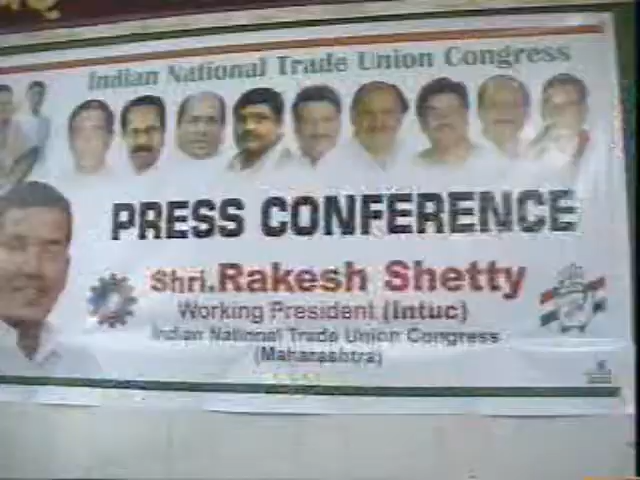 Indian National Trade Union Congress
PRESS CONFERENCE
Shri.Rakesh Shetty
Working President (Intuc)
Indian National Trade Union Congress
(Maharashtra)